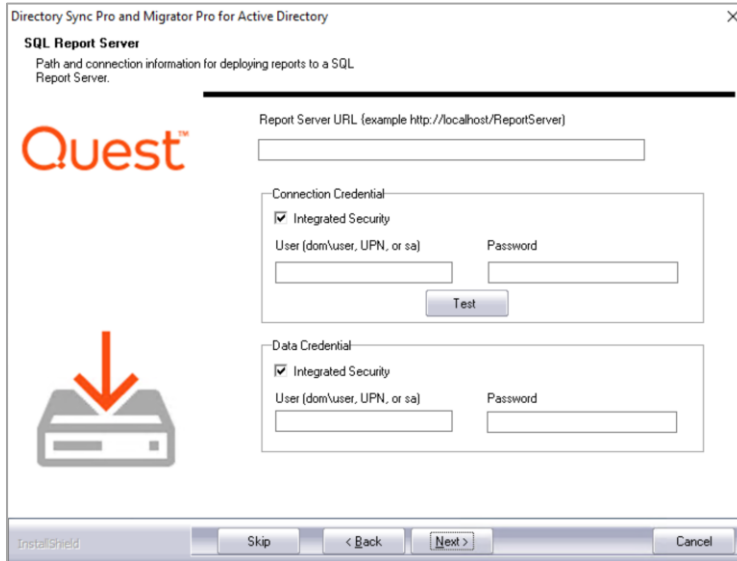 Directory Sync Pro and Migrator Pro for Active Directory
SQL Report Server
Path and connection information for deploying reports to a SQL
Report Server.
Quest™
Report Server URL (example http://localhost/ReportServer)
Connection Credential
Integrated Security
User (dom\user, UPN, or sa) Password
Test
Data Credential
Integrated Security
User (dom\user, UPN, or sa) Password
InstallShield Skip < Back Next > Cancel